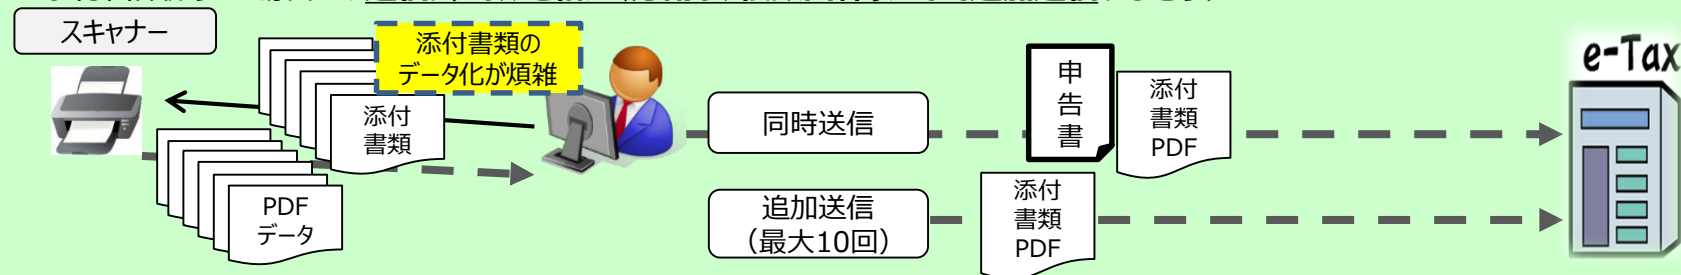 スキャナー
添付書類の
データ化が煩雑
添付
書類
PDF
データ
同時送信
申
告
書
添付
書類
PDF
e-Tax
追加送信
（最大10回）
添付
書類
PDF